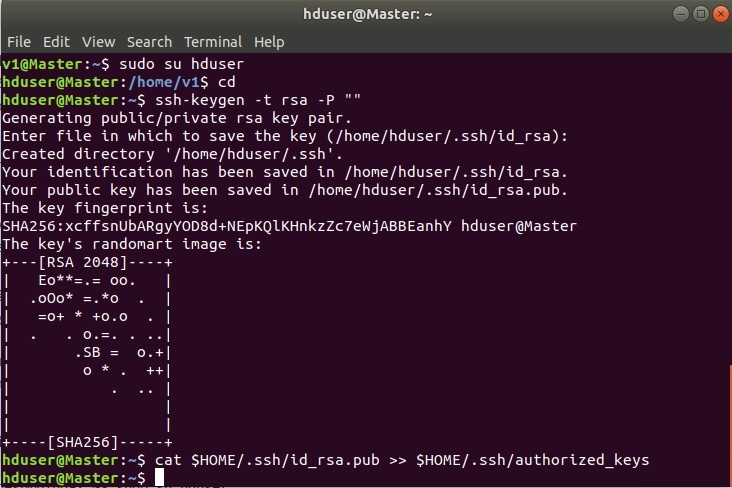 hduser@Master: ~
File Edit View Search Terminal Help
v1@Master:~$ sudo su hduser
hduser@Master:/home/v1$ cd
hduser@Master:~$ ssh-keygen -t rsa -P ""
Generating public/private rsa key pair.
Enter file in which to save the key (/home/hduser/.ssh/id_rsa):
Created directory '/home/hduser/.ssh'.
Your identification has been saved in /home/hduser/.ssh/id_rsa.
Your public key has been saved in /home/hduser/.ssh/id_rsa.pub.
The key fingerprint is:
SHA256:xcffsnUbARgyYOD8d+NEpKQlKHnkzZc7eWjABBEanhY hduser@Master
The key's randomart image is:
+---[RSA 2048]----+
|   Eo**=.= oo.   |
|  .oOo* =.*o  .  |
|   =o+ * +o.o  . |
|  .   . o.=. . ..|
|       .SB =  o.+|
|        o * .  ++|
|           .  .. |
|                 |
|                 |
+----[SHA256]-----+
hduser@Master:~$ cat $HOME/.ssh/id_rsa.pub >> $HOME/.ssh/authorized_keys
hduser@Master:~$